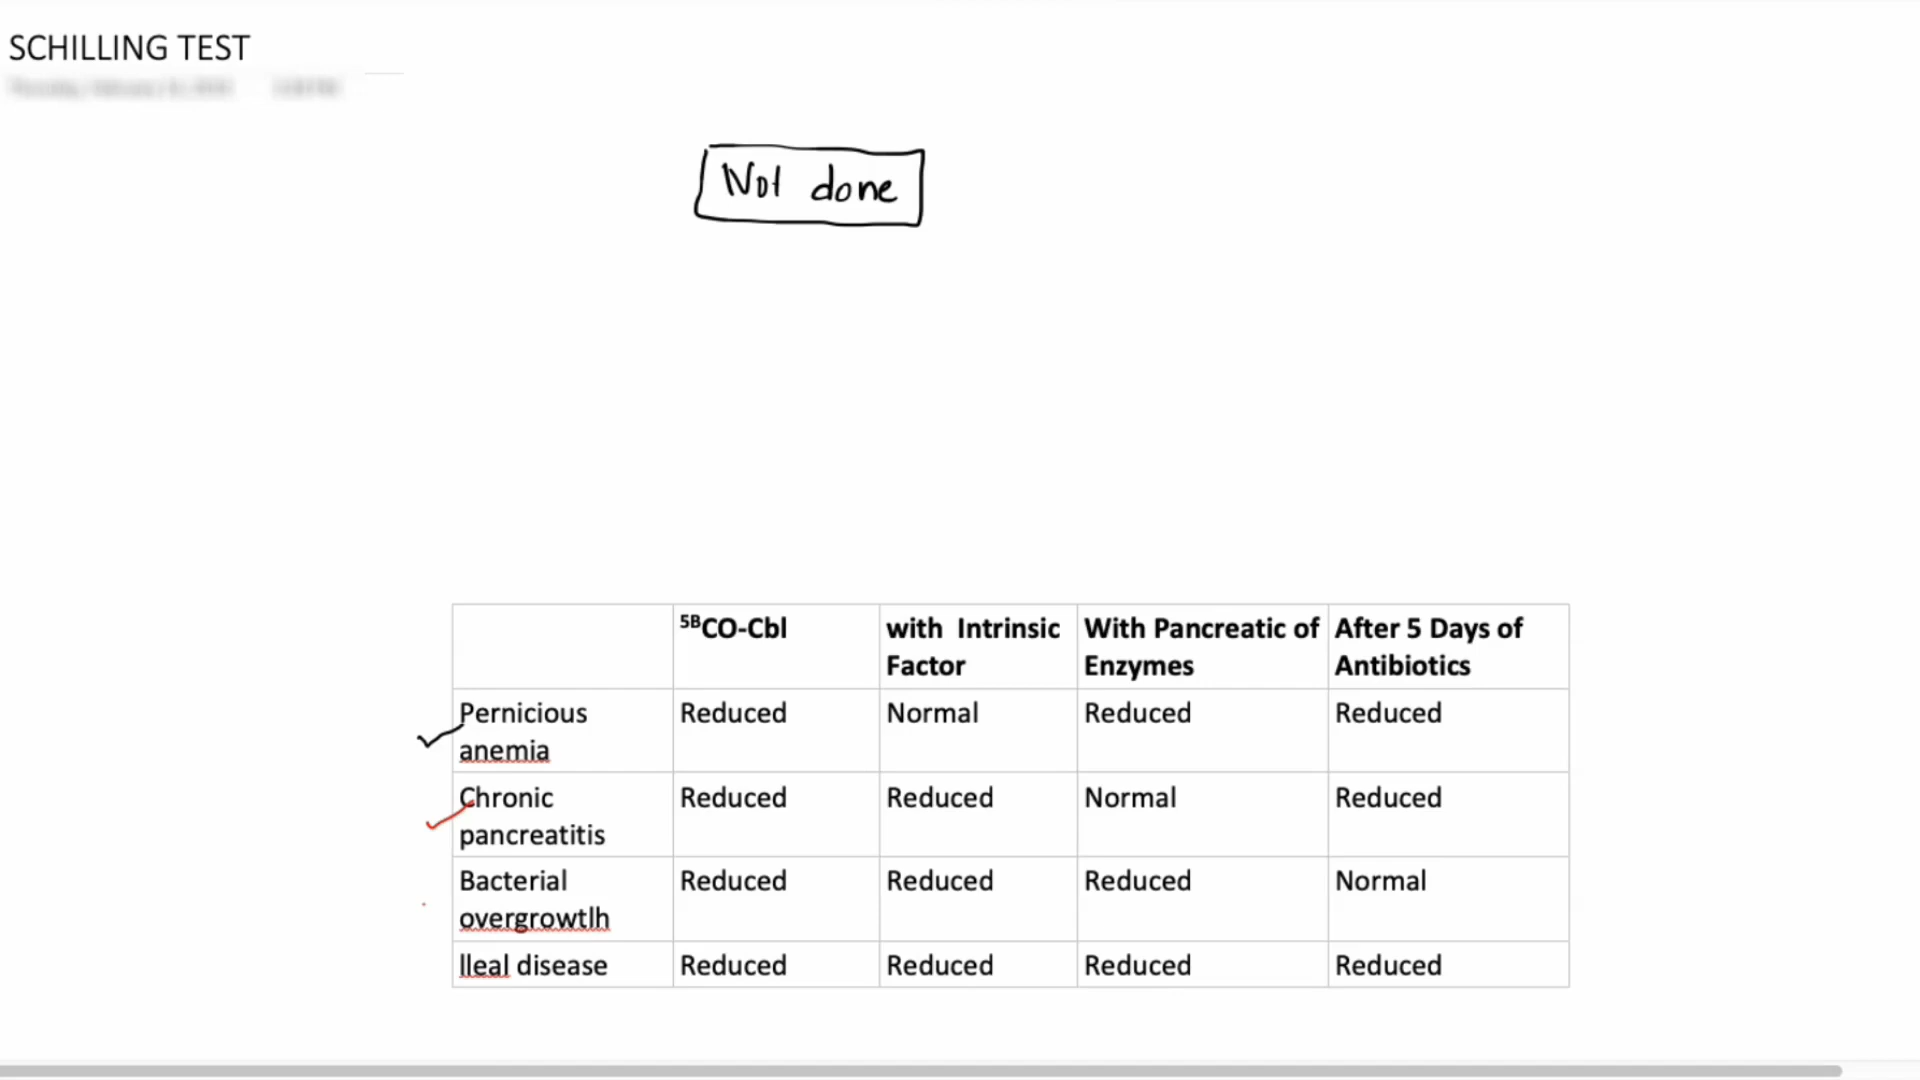 SCHILLING TEST
Not done
5BCO-Cbl
with Intrinsic Factor
With Pancreatic of Enzymes
After 5 Days of Antibiotics
Pernicious anemia
Reduced
Normal
Reduced
Reduced
Chronic pancreatitis
Reduced
Reduced
Normal
Reduced
Bacterial overgrowtlh
Reduced
Reduced
Reduced
Normal
lleal disease
Reduced
Reduced
Reduced
Reduced